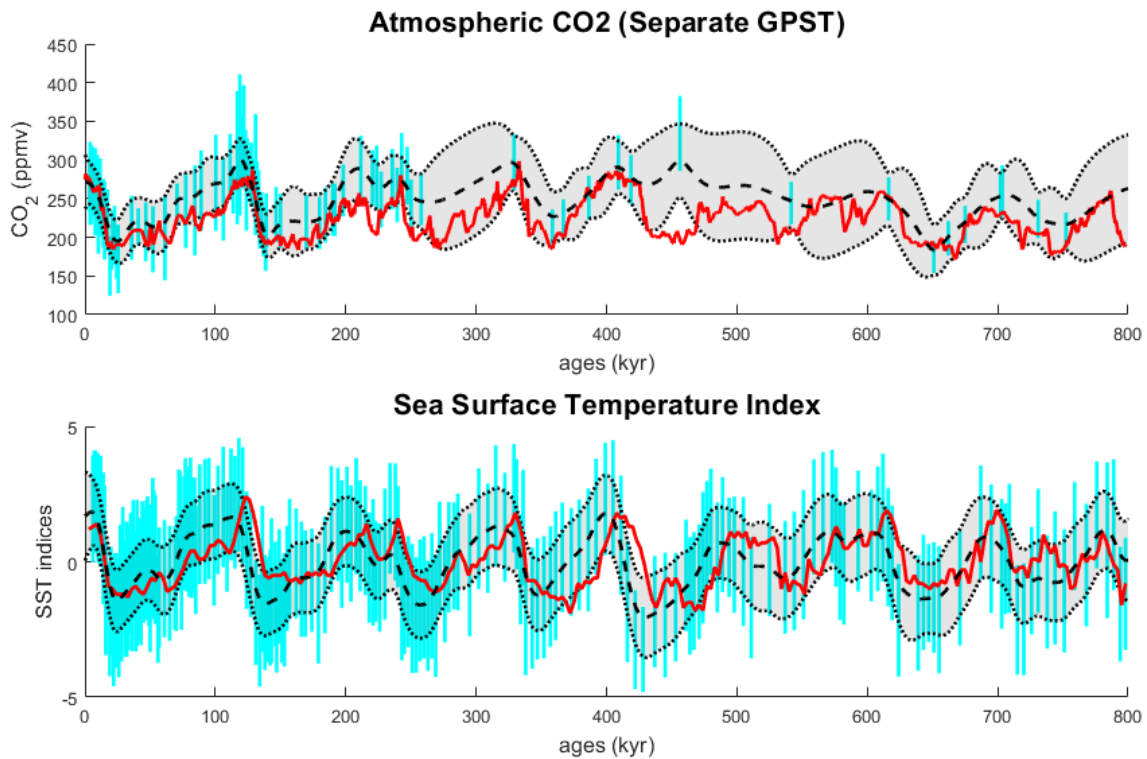 Atmospheric CO2 (Separate GPST)
CO2 (ppmv)
450
400
350
300
250
200
150
100
0 100 200 300 400 500 600 700 800
ages (kyr)
Sea Surface Temperature Index
SST indices
5
0
-5
0 100 200 300 400 500 600 700 800
ages (kyr)